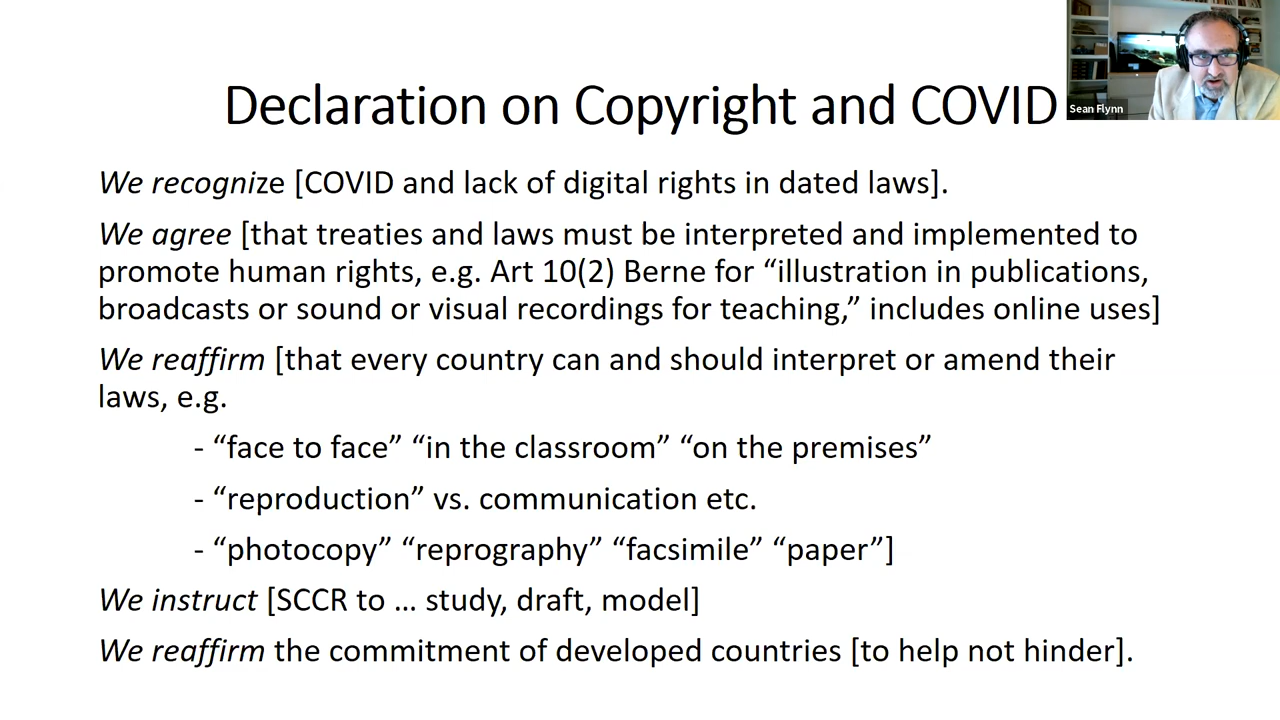 Declaration on Copyright and COVID
Sean Flynn
We recognize [COVID and lack of digital rights in dated laws].
We agree [that treaties and laws must be interpreted and implemented to
promote human rights, e.g. Art 10(2) Berne for “illustration in publications,
broadcasts or sound or visual recordings for teaching,” includes online uses]
We reaffirm [that every country can and should interpret or amend their
laws, e.g.
- “face to face” “in the classroom” “on the premises”
- “reproduction” vs. communication etc.
- “photocopy” “reprography” “facsimile” “paper”]
We instruct [SCCR to … study, draft, model]
We reaffirm the commitment of developed countries [to help not hinder].